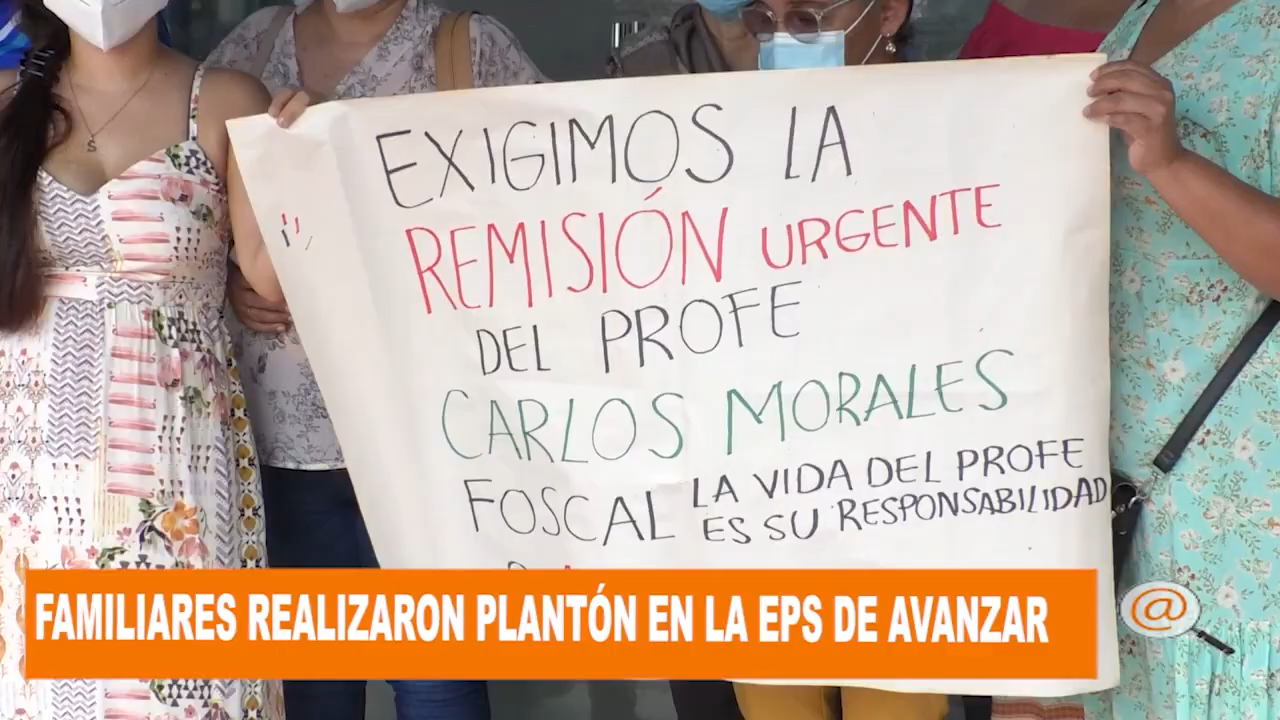 EXIGIMOS LA
REMISIÓN URGENTE
DEL PROFE
CARLOS MORALES
FOSCAL LA VIDA DEL PROFE
ES SU RESPONSABILIDAD
FAMILIARES REALIZARON PLANTÓN EN LA EPS DE AVANZAR
@
S